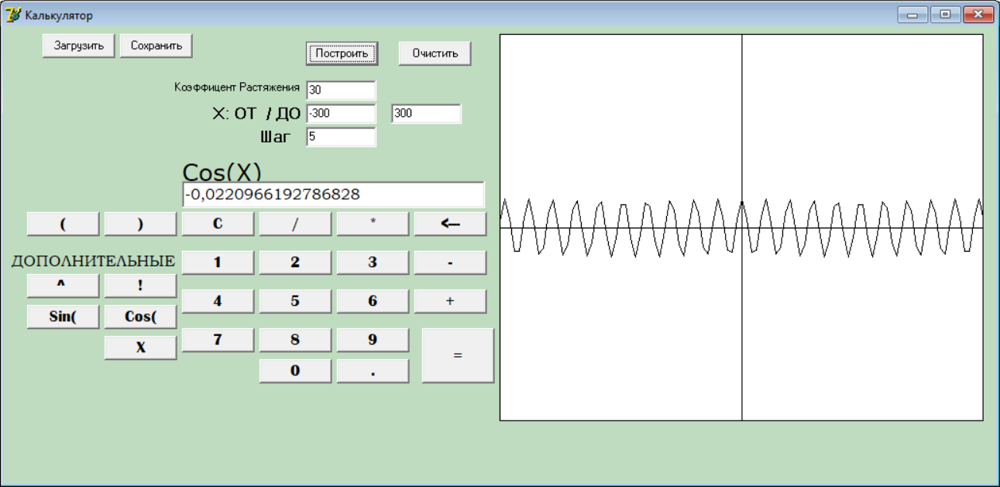 Калькулятор
Загрузить Сохранить
Построить Очистить
Коэффицент Растяжения 30
X: ОТ / ДО -300 300
Шаг 5
Cos(X)
-0,0220966192786828
( ) C / * <---
ДОПОЛНИТЕЛЬНЫЕ 1 2 3 -
^ !
4 5 6 +
Sin( Cos(
X 7 8 9 =
0 .